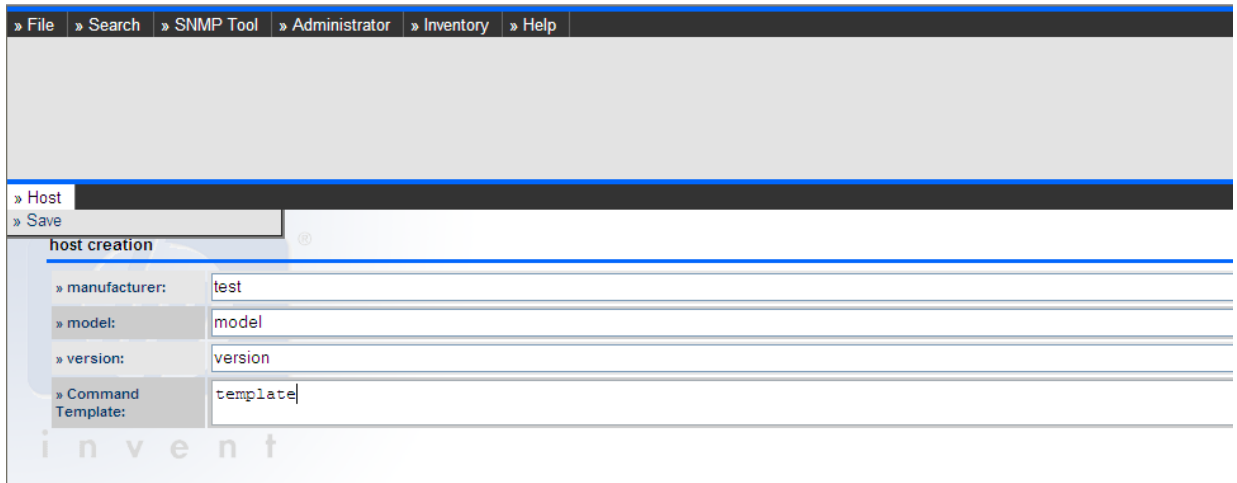 » File » Search » SNMP Tool » Administrator » Inventory » Help
» Host
» Save
®
host creation
» manufacturer: test
» model: model
» version: version
» Command Template: template
invent